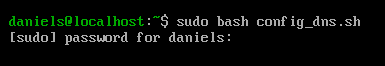 daniels@localhost:~$ sudo bash config_dns.sh
[sudo] password for daniels: